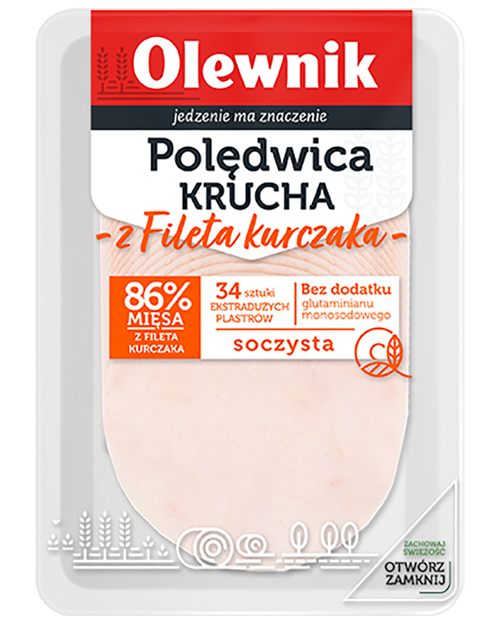 Olewnik
jedzenie ma znaczenie
Polędwica
KRUCHA
z Fileta kurczaka
86%
MIĘSA
Z FILETA
KURCZAKA
34 sztuki
EKSTRADUŻYCH
PLASTRÓW
Bez dodatku
glutaminianu
monosodowego
soczysta
ZACHOWAJ
ŚWIEŻOŚĆ
OTWÓRZ
ZAMKNIJ